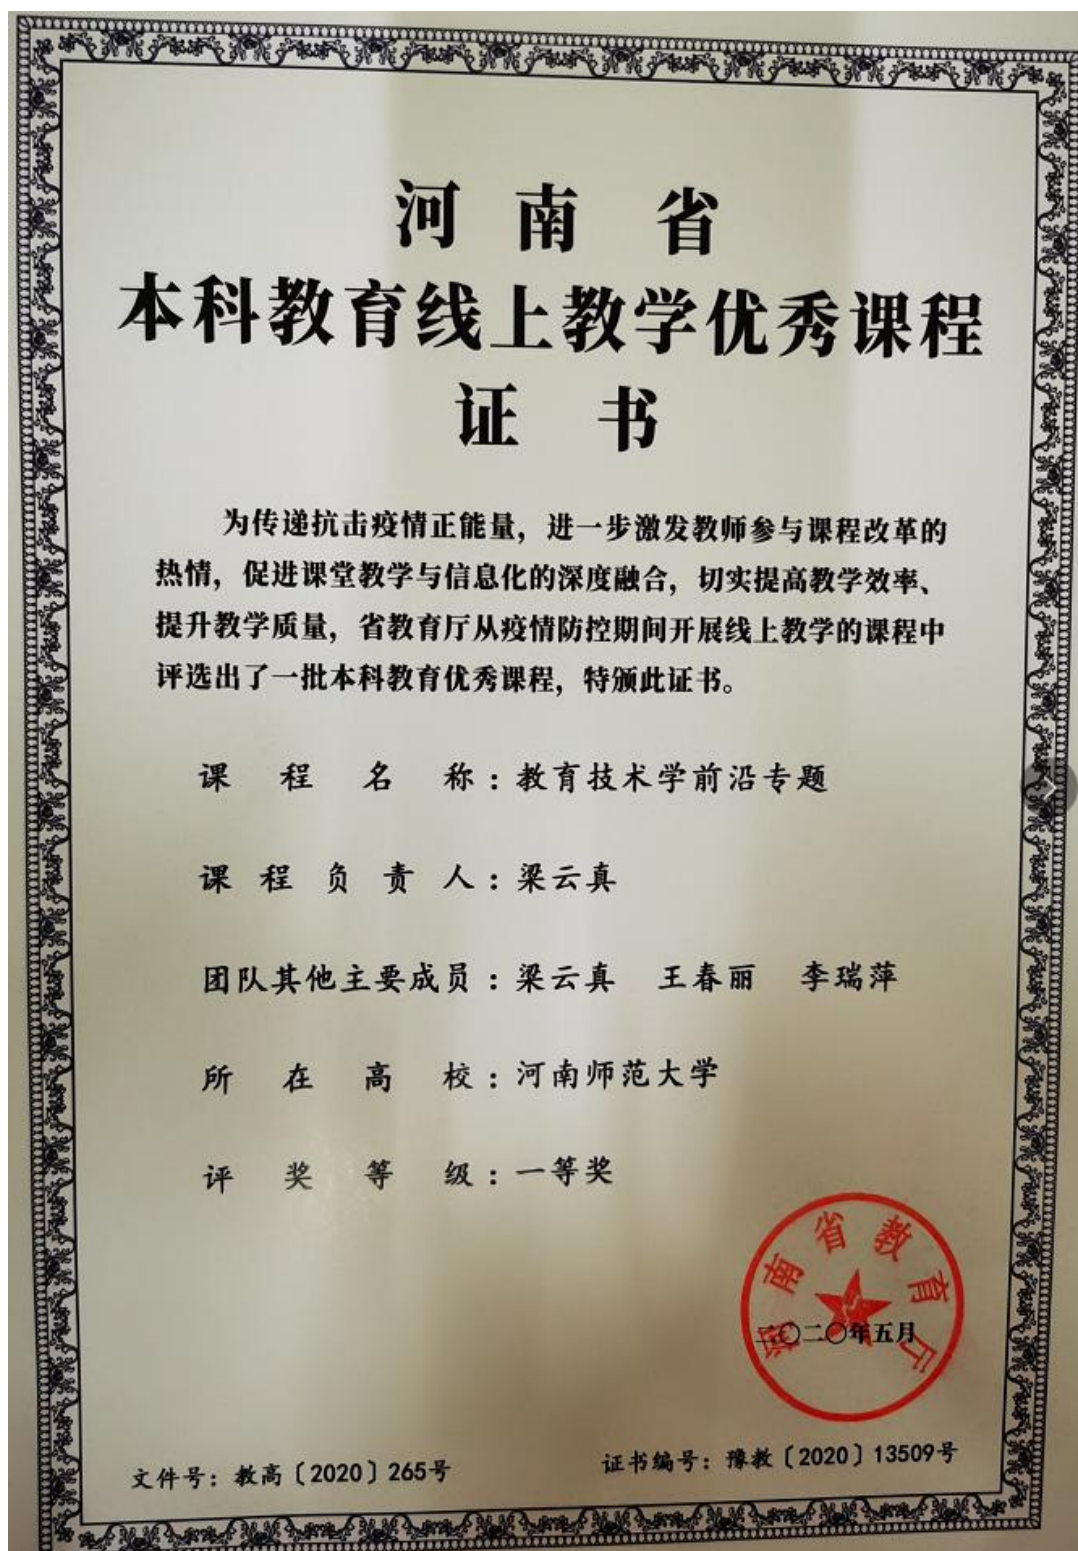 河南省
本科教育线上教学优秀课程
证书
为传递抗击疫情正能量，进一步激发教师参与课程改革的
热情，促进课堂教学与信息化的深度融合，切实提高教学效率、
提升教学质量，省教育厅从疫情防控期间开展线上教学的课程中
评选出了一批本科教育优秀课程，特颁此证书。
课程名称：教育技术学前沿专题
课程负责人：梁云真
团队其他主要成员：梁云真 王春丽 李瑞萍
所在高校：河南师范大学
评奖等级：一等奖
河南省教育厅
二〇二〇年五月
文件号：教高〔2020〕265号
证书编号：豫教〔2020〕13509号